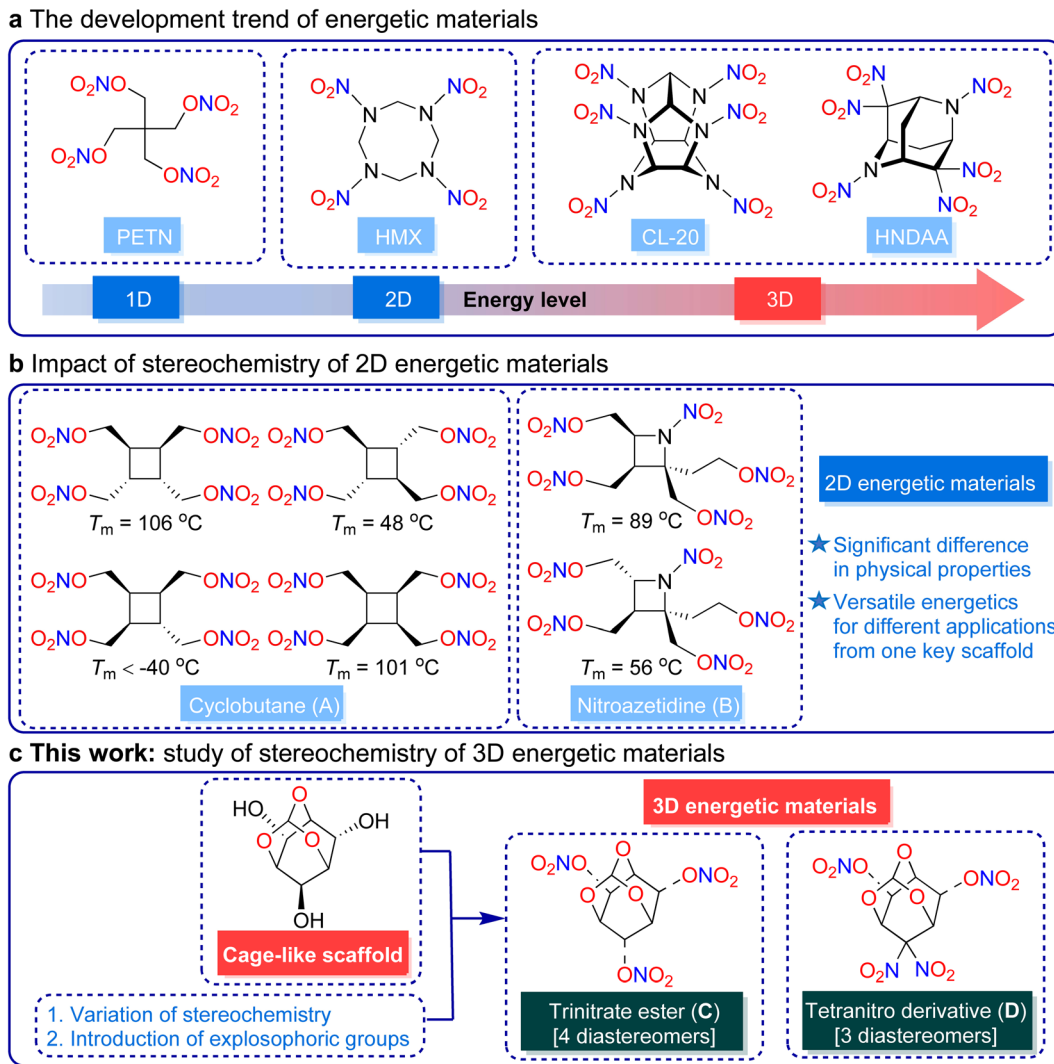 a The development trend of energetic materials
O₂NO
ONO₂
O₂NO
ONO₂
PETN
O₂N
NO₂
N
N
N
N
O₂N
NO₂
HMX
O₂N
NO₂
N
N
O₂N
NO₂
N
N
N
N
O₂N
NO₂
CL-20
O₂N
O₂N
N
NO₂
O₂N
N
NO₂
NO₂
HNDAA
1D
2D
Energy level
3D
b Impact of stereochemistry of 2D energetic materials
O₂NO
ONO₂
O₂NO
ONO₂
O₂NO
ONO₂
O₂NO
ONO₂
Tm = 106 °C
Tm = 48 °C
O₂NO
ONO₂
O₂NO
ONO₂
O₂NO
ONO₂
O₂NO
ONO₂
Tm < -40 °C
Tm = 101 °C
Cyclobutane (A)
NO₂
O₂NO
N
O₂NO
ONO₂
ONO₂
Tm = 89 °C
NO₂
O₂NO
N
O₂NO
ONO₂
ONO₂
Tm = 56 °C
Nitroazetidine (B)
2D energetic materials
Significant difference
in physical properties
Versatile energetics
for different applications
from one key scaffold
c This work: study of stereochemistry of 3D energetic materials
HO
O
OH
O
O
OH
Cage-like scaffold
1. Variation of stereochemistry
2. Introduction of explosophoric groups
3D energetic materials
O₂NO
O
ONO₂
O
O
ONO₂
Trinitrate ester (C)
[4 diastereomers]
O₂NO
O
ONO₂
O
O
O₂N
NO₂
Tetranitro derivative (D)
[3 diastereomers]